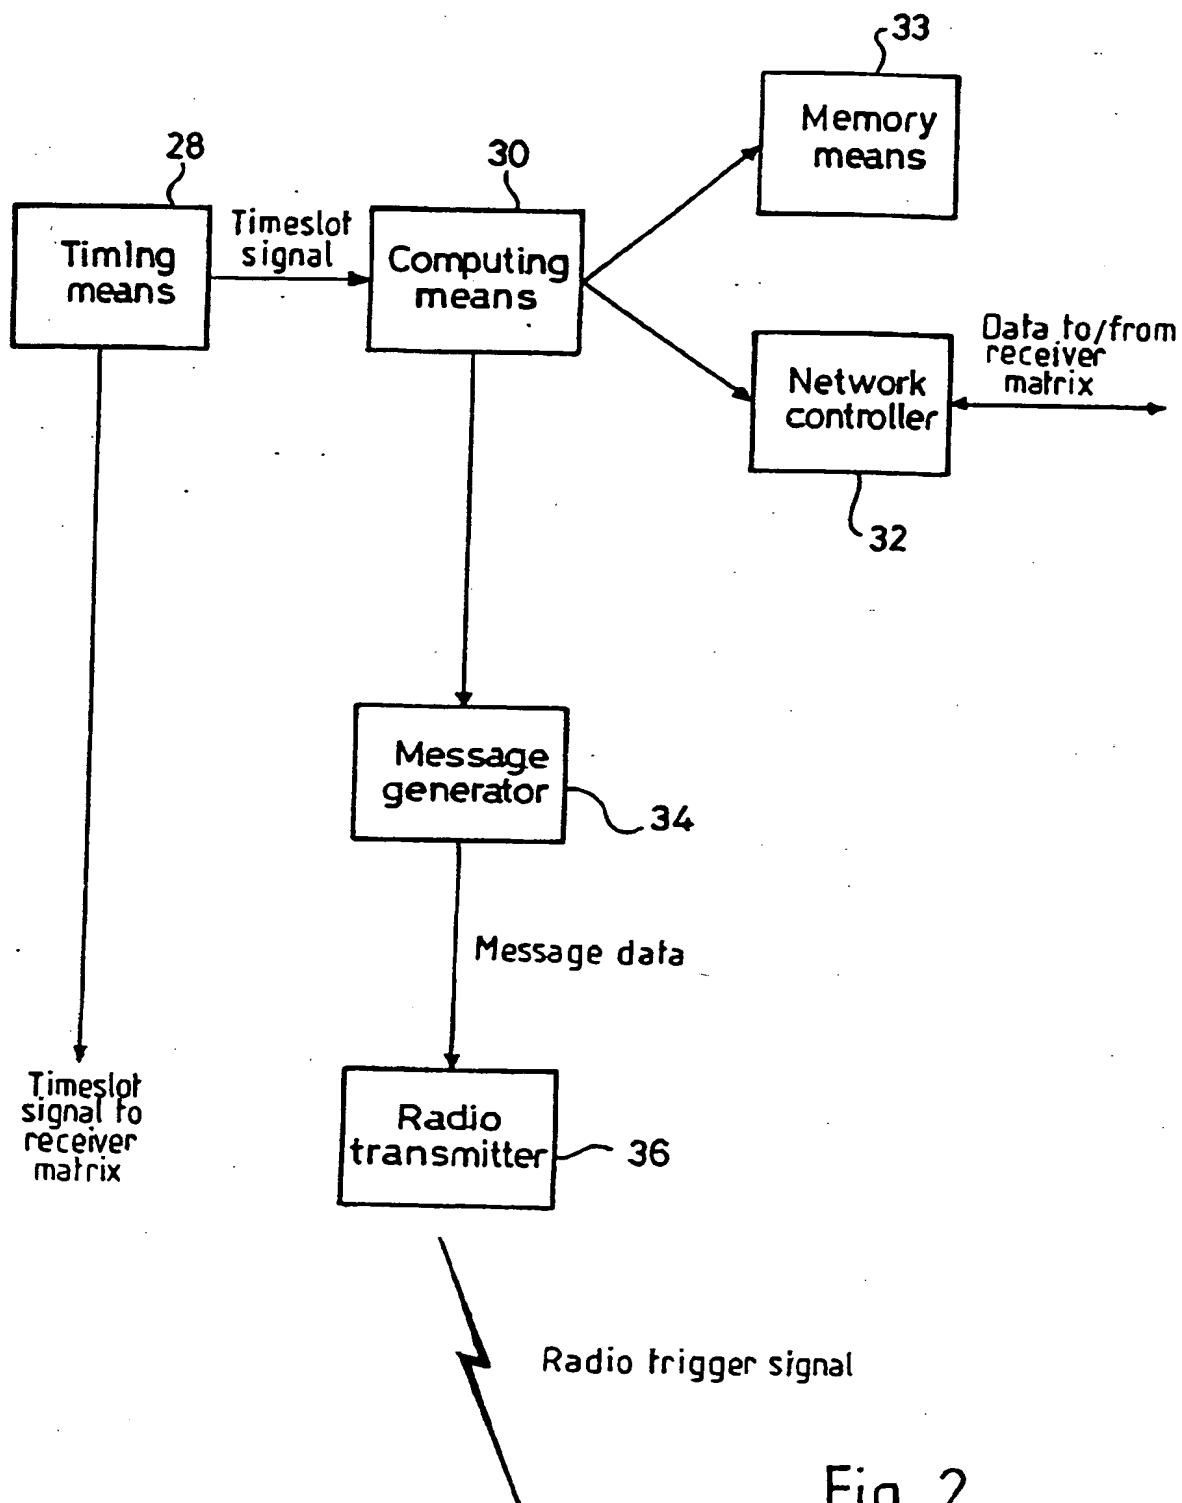 33
Memory
means
28
30
Timeslot
signal
Timing
means
Computing
means
Data to/from
receiver
matrix
Network
controller
32
Message
generator
34
Message data
Timeslot
signal to
receiver
matrix
Radio
transmitter
36
Radio trigger signal
Fig. 2